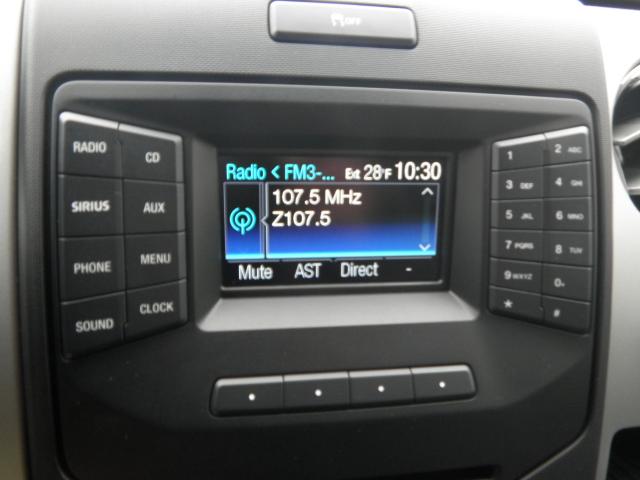 OFF
RADIO
CD
SIRIUS
AUX
PHONE
MENU
SOUND
CLOCK
Radio < FM3-... Ext 28°F 10:30
107.5 MHz
Z107.5
Mute AST Direct -
1
2 ABC
3 DEF
4 GHI
5 JKL
6 MNO
7 PQRS
8 TUV
9 WXYZ
0+
*
#